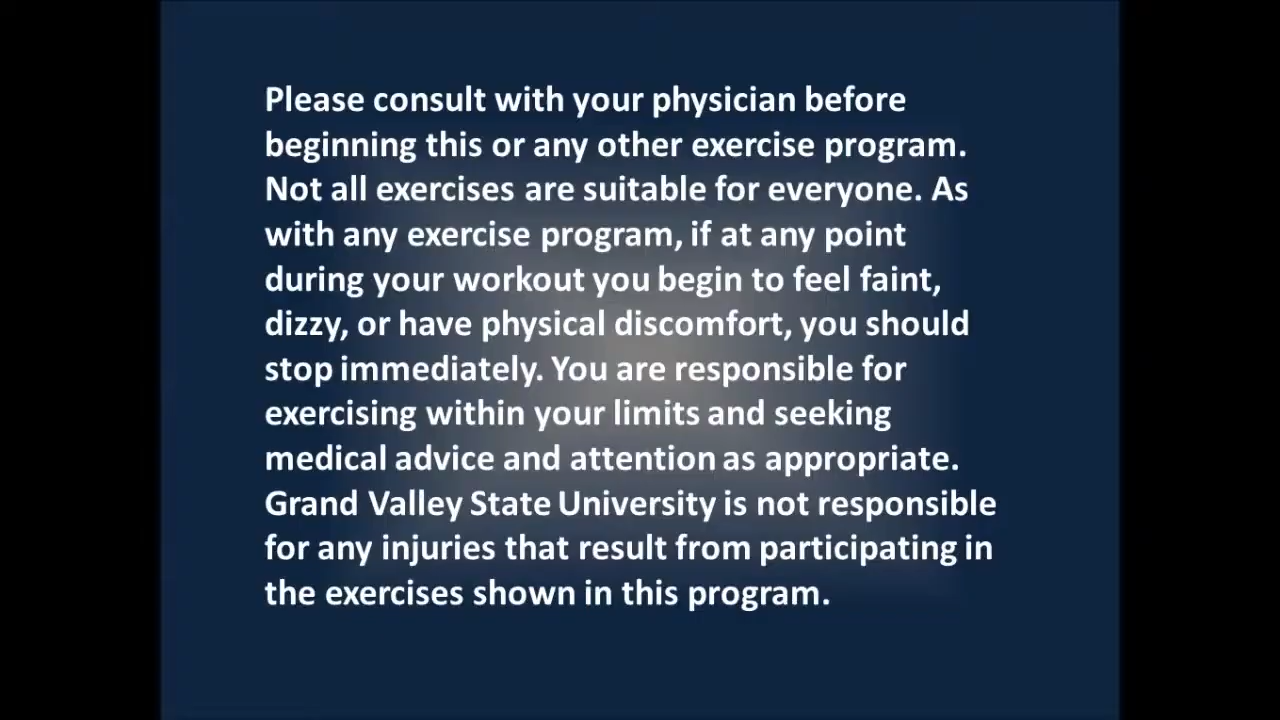 Please consult with your physician before
beginning this or any other exercise program.
Not all exercises are suitable for everyone. As
with any exercise program, if at any point
during your workout you begin to feel faint,
dizzy, or have physical discomfort, you should
stop immediately. You are responsible for
exercising within your limits and seeking
medical advice and attention as appropriate.
Grand Valley State University is not responsible
for any injuries that result from participating in
the exercises shown in this program.